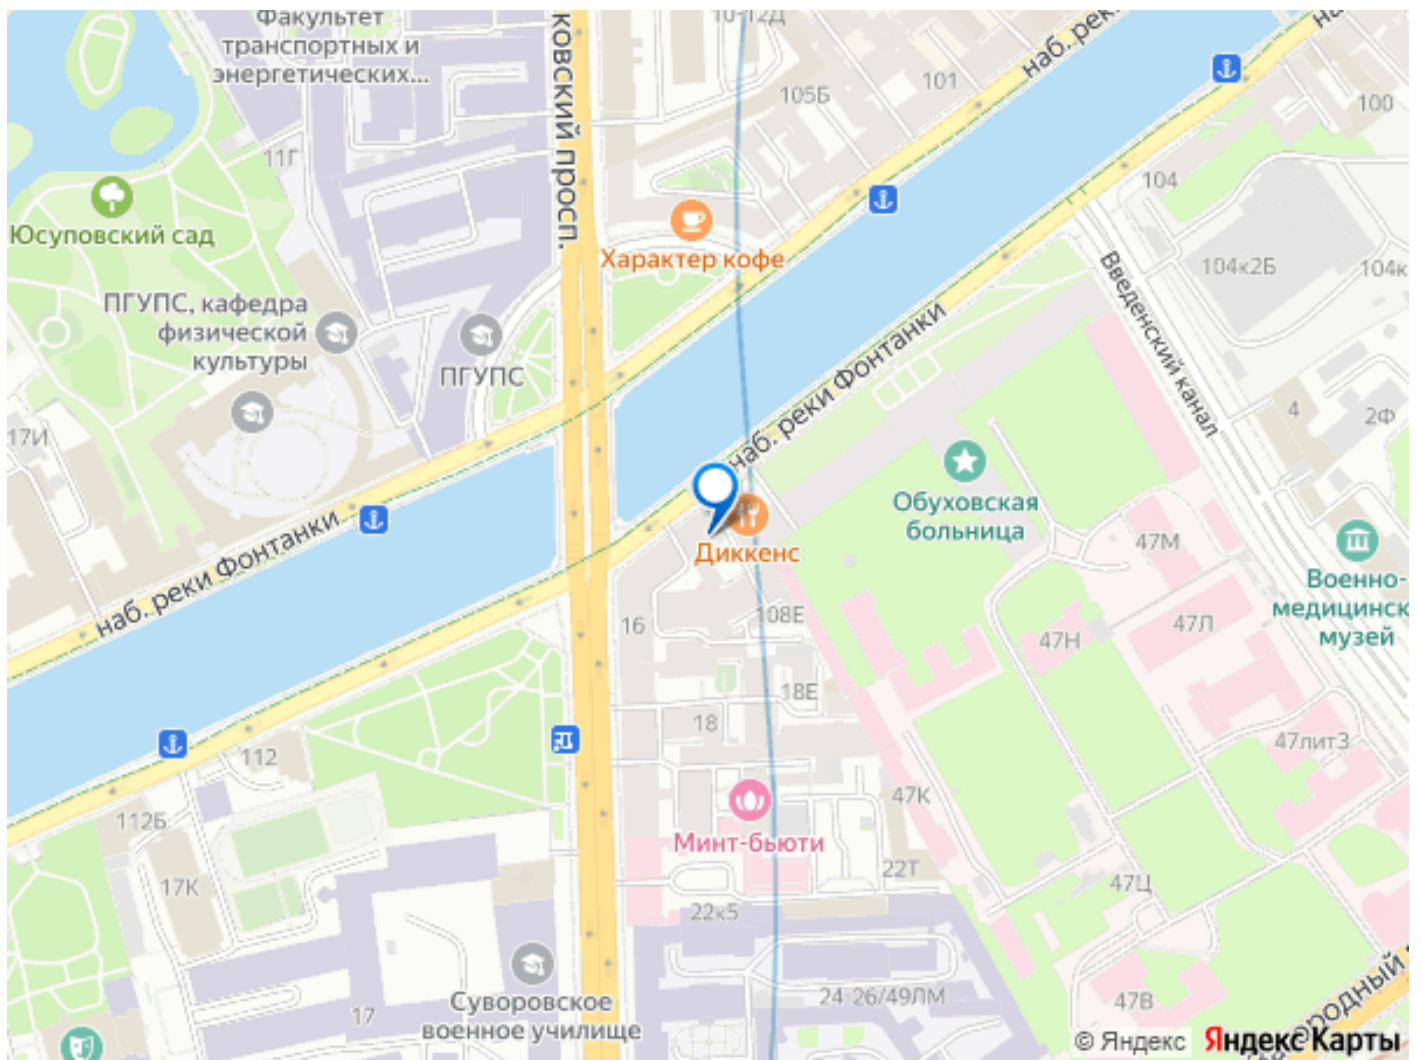 Факультет
транспортных и
энергетических...
ковский просп.
10-12Д
наб. реки
на
105Б
101
100
11Г
104
Юсуповский сад
Характер кофе
104к2Б
104к
ПГУПС, кафедра
физической
культуры
ПГУПС
Введенский канал
наб. реки Фонтанки
4
2Ф
17И
Обуховская
больница
наб. реки Фонтанки
Диккенс
47М
Военно-
медицинск
музей
16
108Е
47Н
47Л
18Е
18
112
47литЗ
112Б
47К
Минт-бьюти
17К
22Т
47Ц
22к5
Суворовское
военное училище
17
24-26/49ЛМ
47В
ородный
© Яндекс
Яндекс Карты